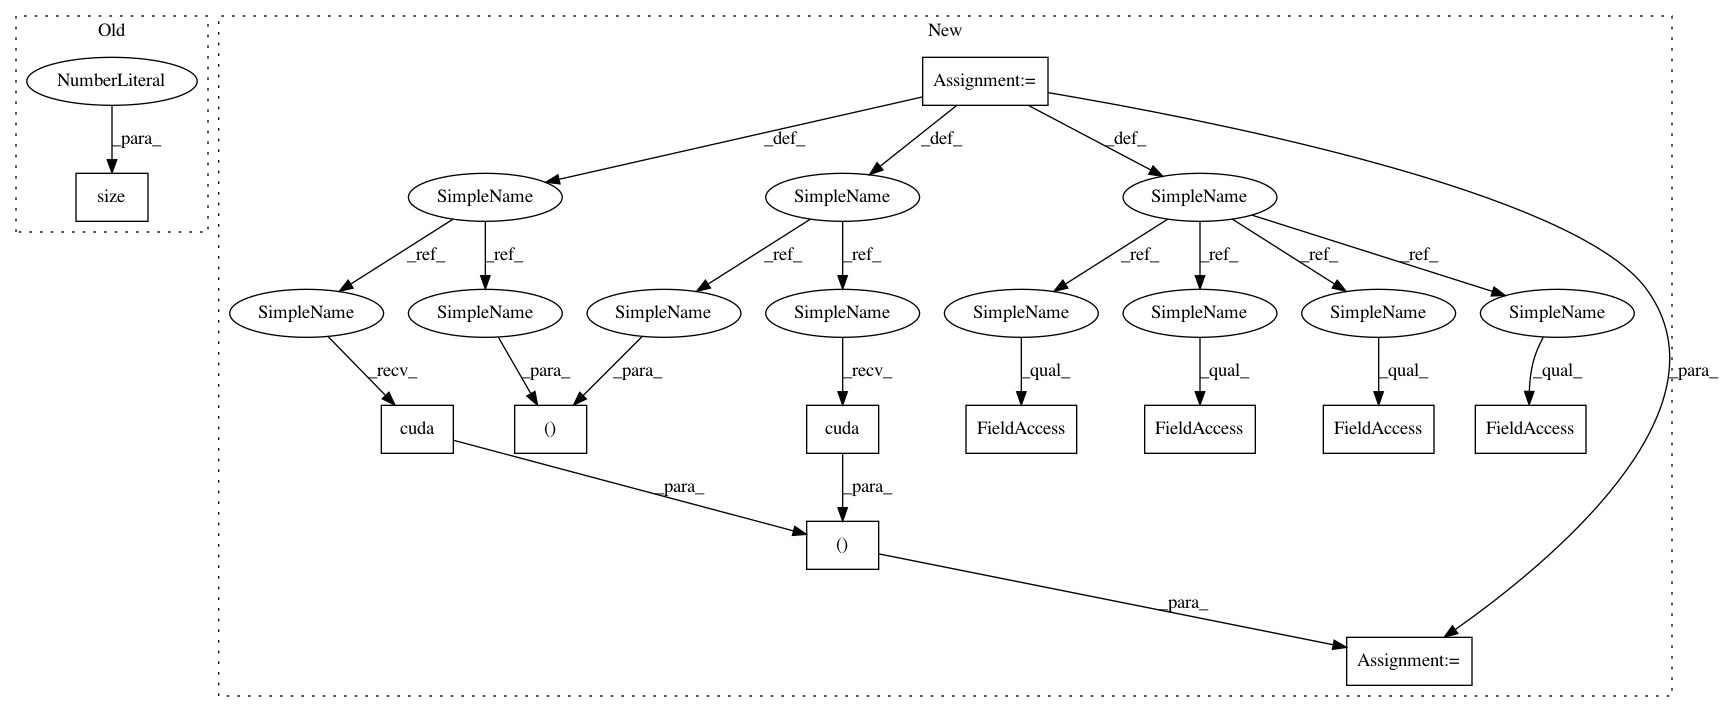 Old
New
NumberLiteral
Assignment:=
_para_
_def_
_def_
_def_
size
SimpleName
SimpleName
SimpleName
_ref_
_ref_
_ref_
_ref_
_ref_
_ref_
_ref_
_ref_
SimpleName
SimpleName
SimpleName
SimpleName
SimpleName
SimpleName
SimpleName
SimpleName
_recv_
_para_
_para_
_recv_
_qual_
_qual_
_qual_
_qual_
_para_
cuda
()
cuda
FieldAccess
FieldAccess
FieldAccess
FieldAccess
_para_
_para_
()
_para_
Assignment:=